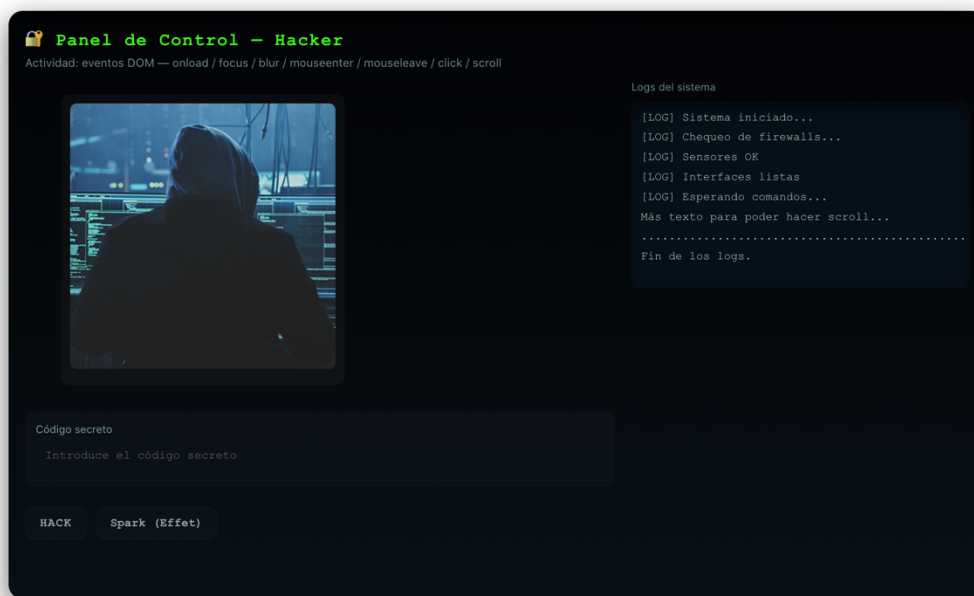 Panel de Control — Hacker
Actividad: eventos DOM — onload / focus / blur / mouseenter / mouseleave / click / scroll
Logs del sistema
[LOG] Sistema iniciado...
[LOG] Chequeo de firewalls...
[LOG] Sensores OK
[LOG] Interfaces listas
[LOG] Esperando comandos...
Más texto para poder hacer scroll...
...............................................
Fin de los logs.
Código secreto
Introduce el código secreto
HACK
Spark (Effet)